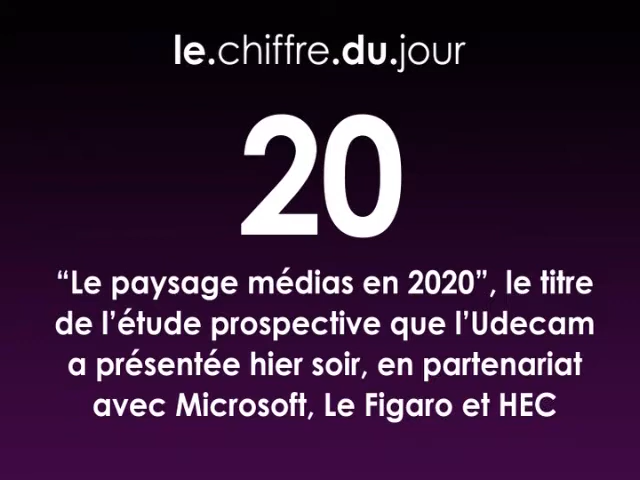 le.chiffre.du.jour
20
“Le paysage médias en 2020”, le titre
de l’étude prospective que l’Udecam
a présentée hier soir, en partenariat
avec Microsoft, Le Figaro et HEC